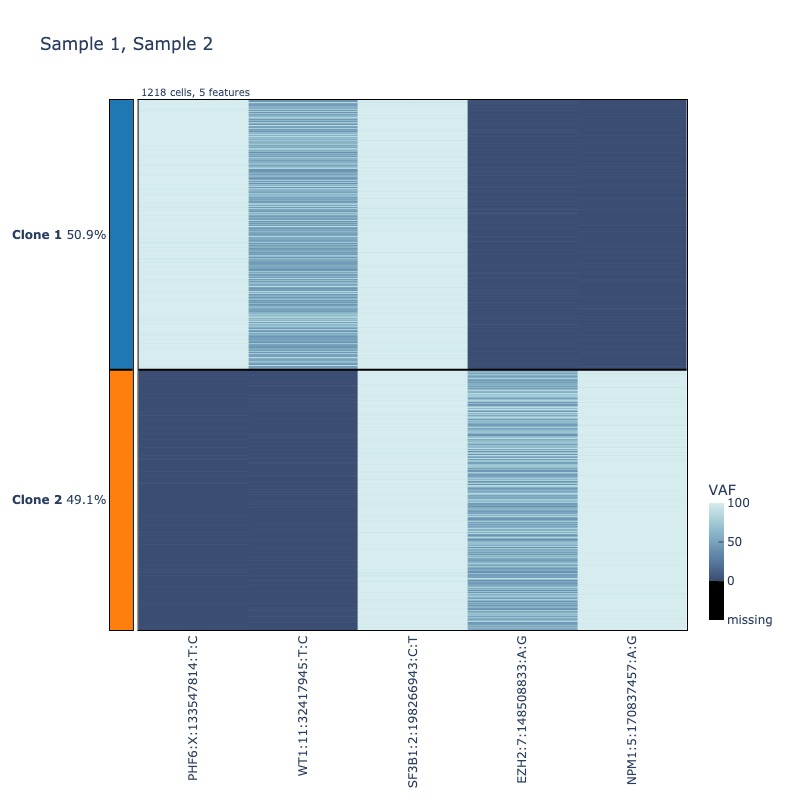 Sample 1, Sample 2
1218 cells, 5 features
Clone 1 50.9%
Clone 2 49.1%
VAF
100
50
0
missing
PHF6:X:133547814:T:C
WT1:11:32417945:T:C
SF3B1:2:198266943:C:T
EZH2:7:148508833:A:G
NPM1:5:170837457:A:G